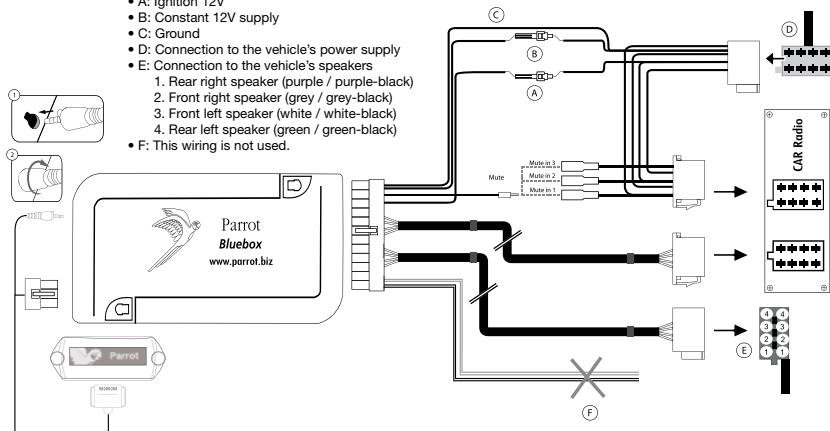 • A: Ignition 12V
• B: Constant 12V supply
• C: Ground
• D: Connection to the vehicle's power supply
• E: Connection to the vehicle's speakers
1. Rear right speaker (purple / purple-black)
2. Front right speaker (grey / grey-black)
3. Front left speaker (white / white-black)
4. Rear left speaker (green / green-black)
• F: This wiring is not used.
C
B
A
D
1
2
Mute
Mute in 3
Mute in 2
Mute in 1
CAR Radio
Parrot
Bluebox
www.parrot.biz
Parrot
4 4
3 3
2 2
1 1
E
F